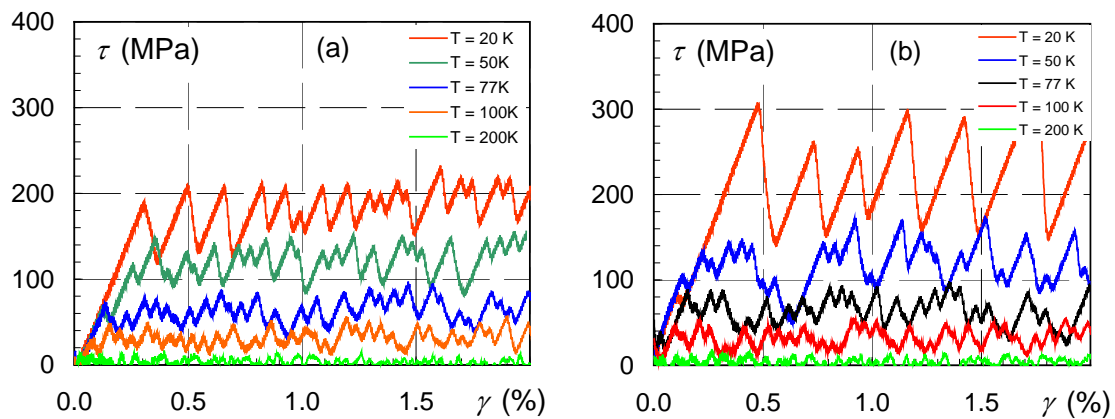 400
300
200
100
0
τ (MPa)
(a)
T = 20 K
T = 50K
T = 77K
T = 100K
T = 200K
0.0
0.5
1.0
1.5
γ (%)
400
300
200
100
0
τ (MPa)
(b)
T = 20 K
T = 50 K
T = 77 K
T = 100 K
T = 200 K
0.0
0.5
1.0
1.5
γ (%)